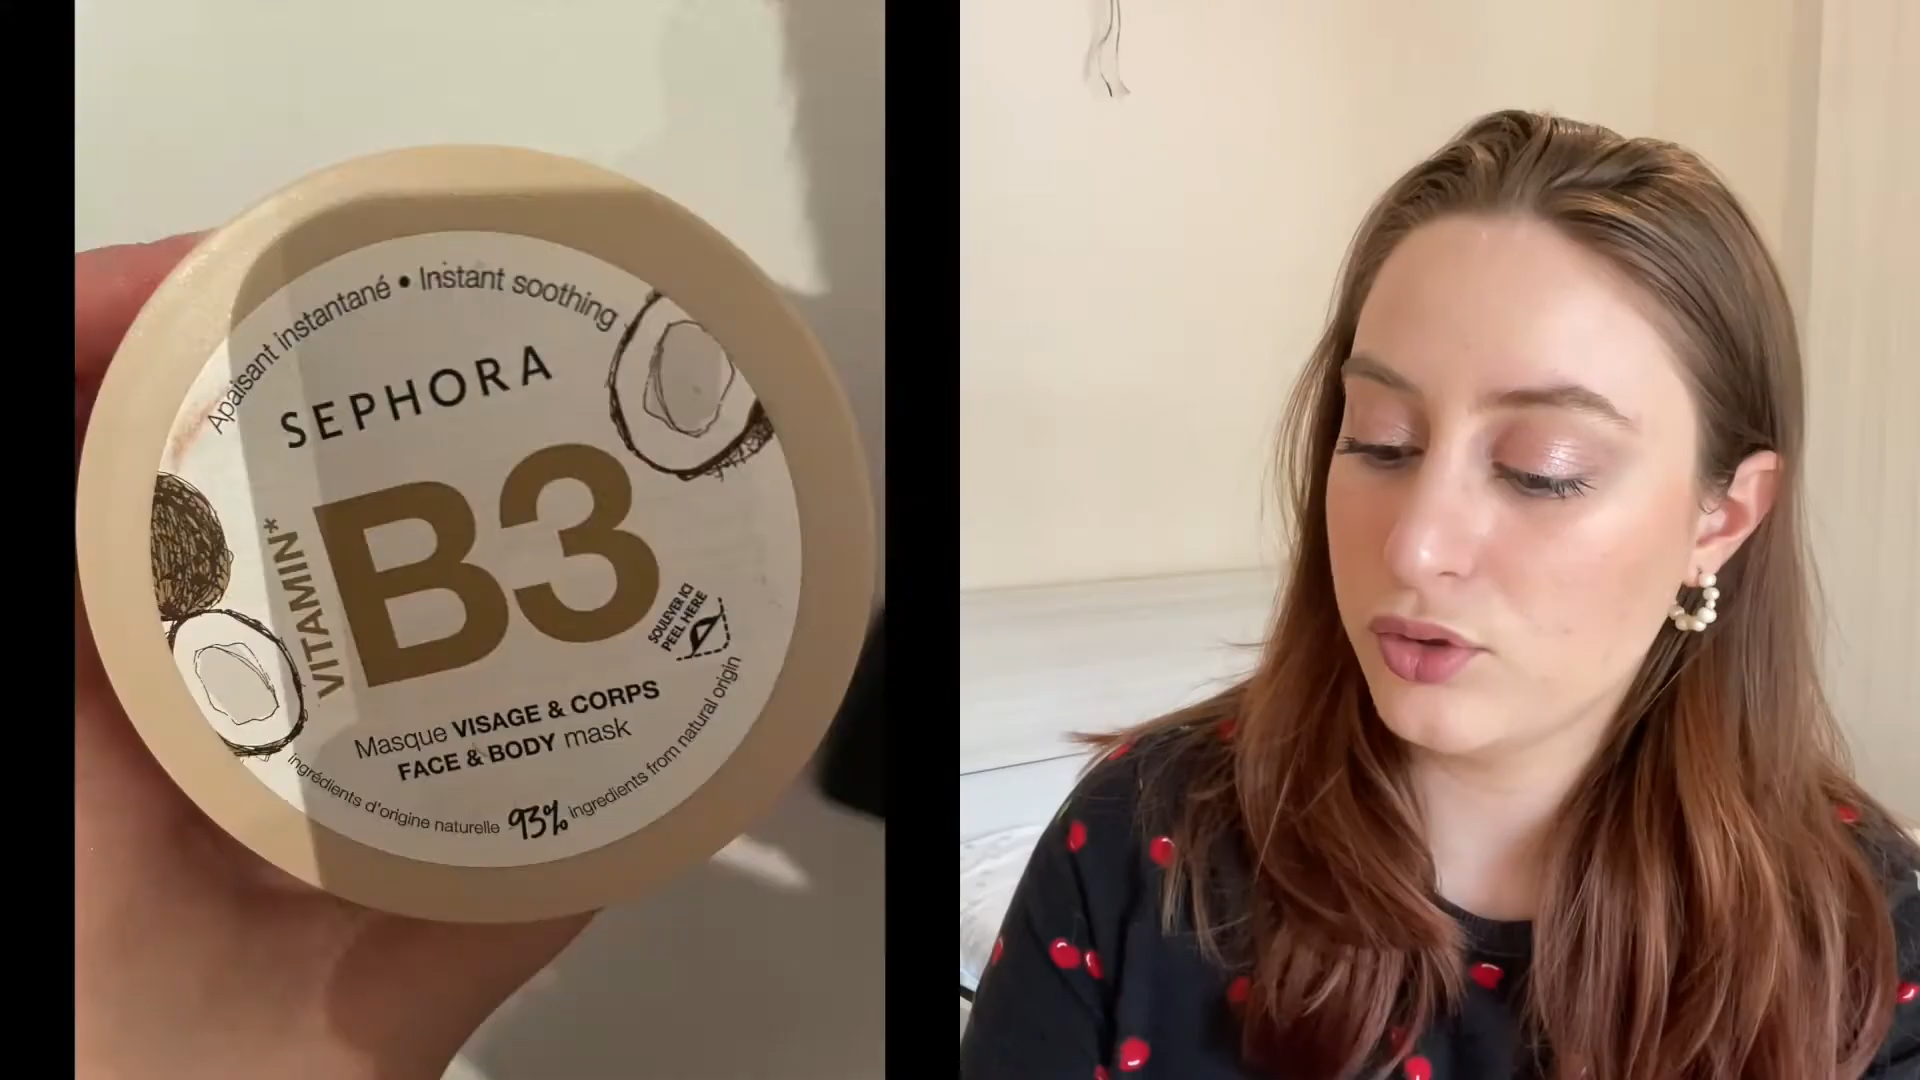 Apaisant instantané • Instant soothing
SEPHORA
VITAMIN*
B3
SOULEVER ICI
PEEL HERE
Masque VISAGE & CORPS
FACE & BODY mask
ingrédients d'origine naturelle 93% ingredients from natural origin